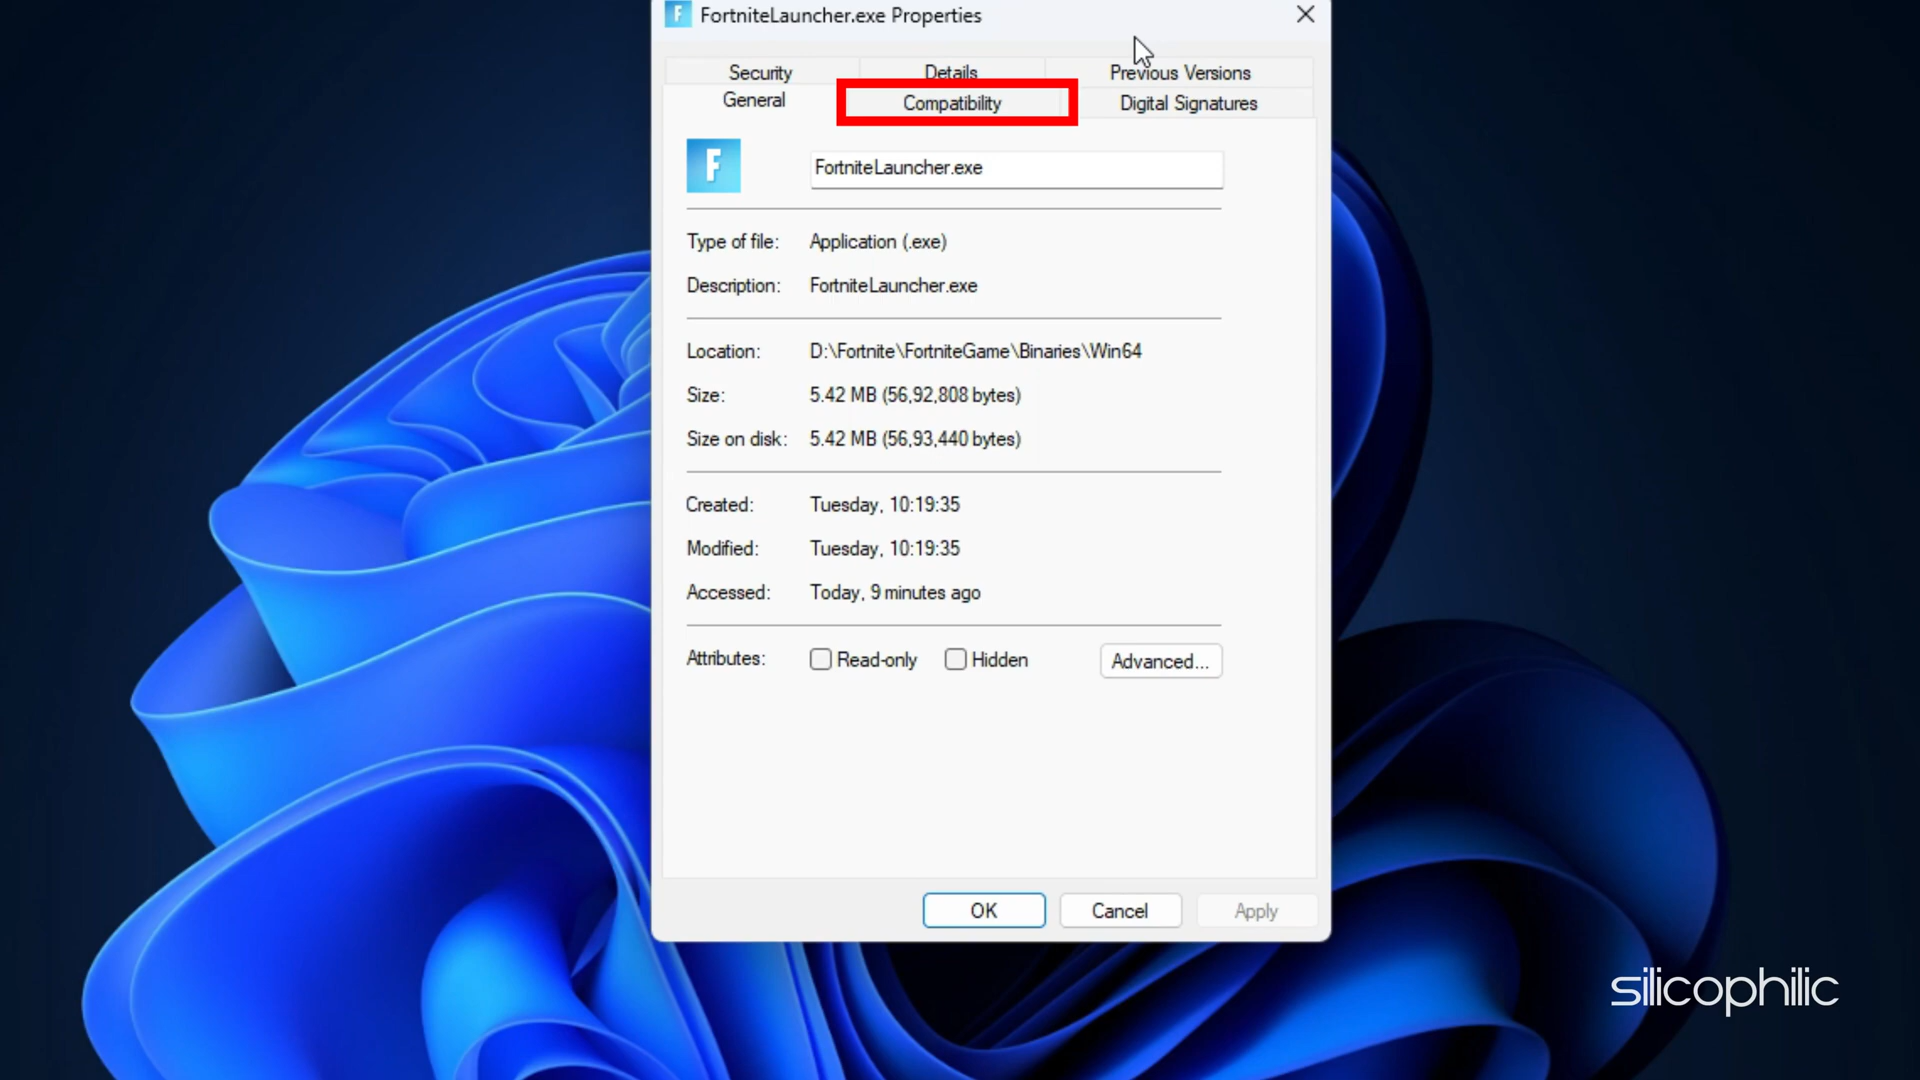 FortniteLauncher.exe Properties
Security Details Previous Versions
General Compatibility Digital Signatures
F
FortniteLauncher.exe
Type of file: Application (.exe)
Description: FortniteLauncher.exe
Location: D:\Fortnite\FortniteGame\Binaries\Win64
Size: 5.42 MB (56,92,808 bytes)
Size on disk: 5.42 MB (56,93,440 bytes)
Created: Tuesday, 10:19:35
Modified: Tuesday, 10:19:35
Accessed: Today, 9 minutes ago
Attributes: Read-only Hidden Advanced...
OK Cancel Apply
silicophilic